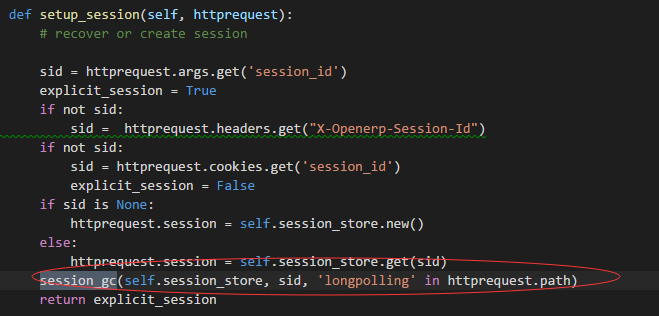 def setup_session(self, httprequest):
    # recover or create session

    sid = httprequest.args.get('session_id')
    explicit_session = True
    if not sid:
        sid =  httprequest.headers.get("X-Openerp-Session-Id")
    if not sid:
        sid = httprequest.cookies.get('session_id')
        explicit_session = False
    if sid is None:
        httprequest.session = self.session_store.new()
    else:
        httprequest.session = self.session_store.get(sid)
    session_gc(self.session_store, sid, 'longpolling' in httprequest.path)
    return explicit_session